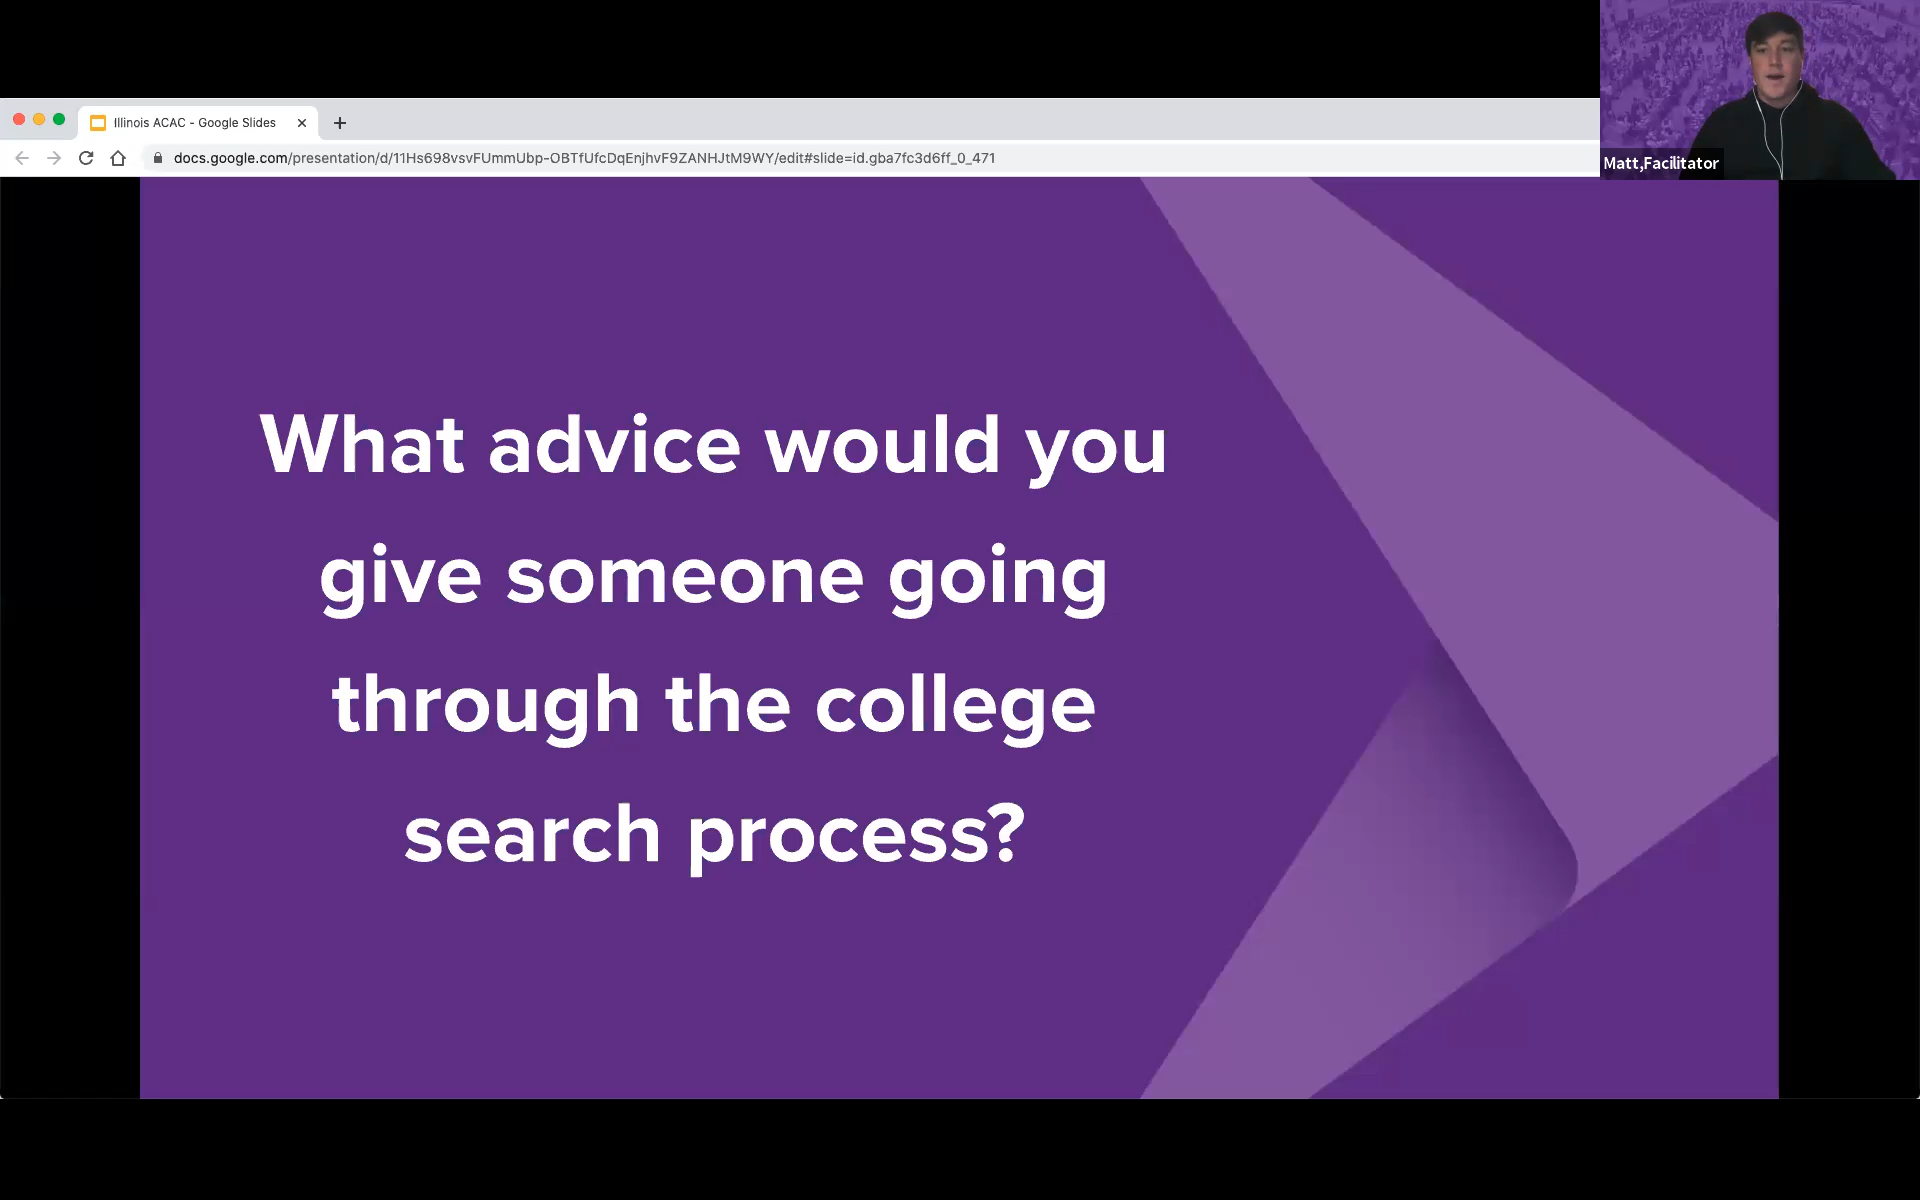 Illinois ACAC - Google Slides
docs.google.com/presentation/d/11Hs698vsvFUmmUbp-OBTfUfcDqEnjhvF9ZANHJtM9WY/edit#slide=id.gba7fc3d6ff_0_471
Matt,Facilitator
What advice would you
give someone going
through the college
search process?